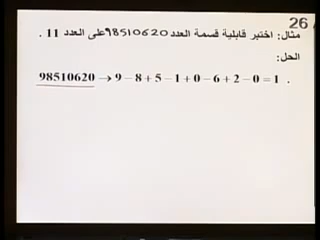 26
مثال: اختبر قابلية قسمة العدد 98510620 على العدد 11 .
الحل:
98510620 → 9 − 8 + 5 − 1 + 0 − 6 + 2 − 0 = 1 .